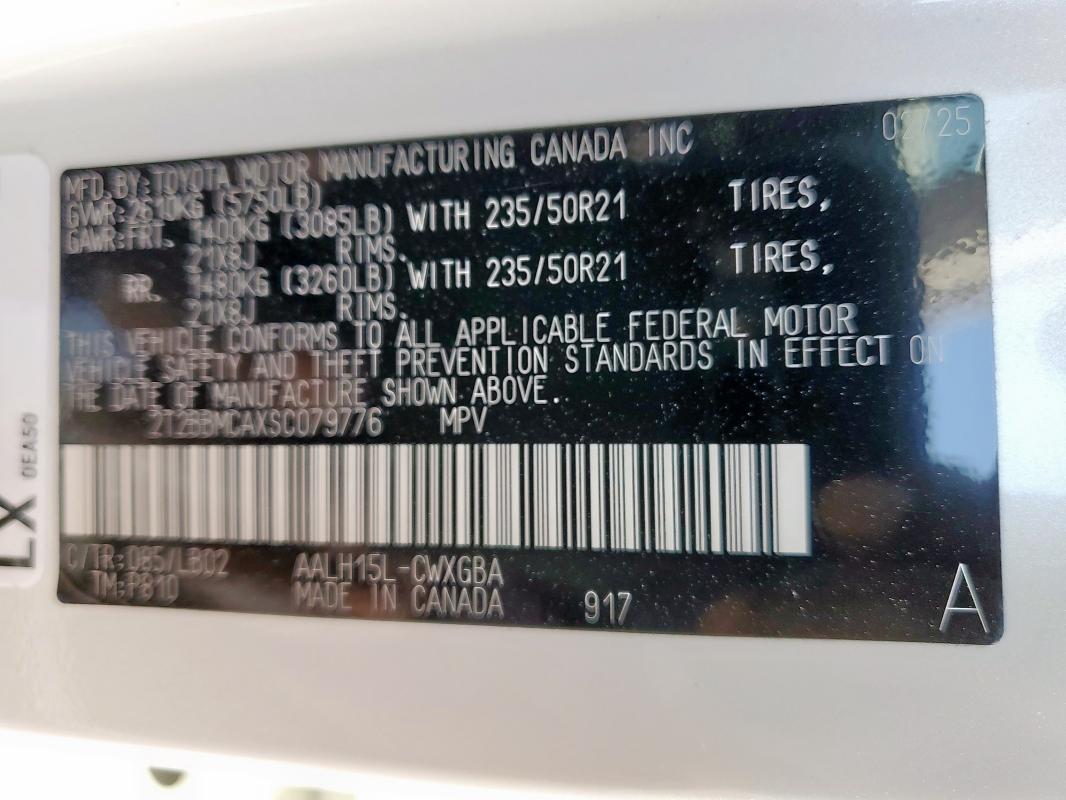 02/25
MFD. BY: TOYOTA MOTOR MANUFACTURING CANADA INC
GVWR: 2610KG (5750LB)
GAWR: FRT. 1400KG (3085LB) WITH 235/50R21 TIRES,
21X8J RIMS.
RR. 1480KG (3260LB) WITH 235/50R21 TIRES,
21X8J RIMS.
THIS VEHICLE CONFORMS TO ALL APPLICABLE FEDERAL MOTOR
VEHICLE SAFETY AND THEFT PREVENTION STANDARDS IN EFFECT ON
THE DATE OF MANUFACTURE SHOWN ABOVE.
2T2BBMCAXSC079776 MPV
C/TR: 085/LB02 AALH15L-CWXGBA
TM: P810 MADE IN CANADA 917
A
LX
0EA50